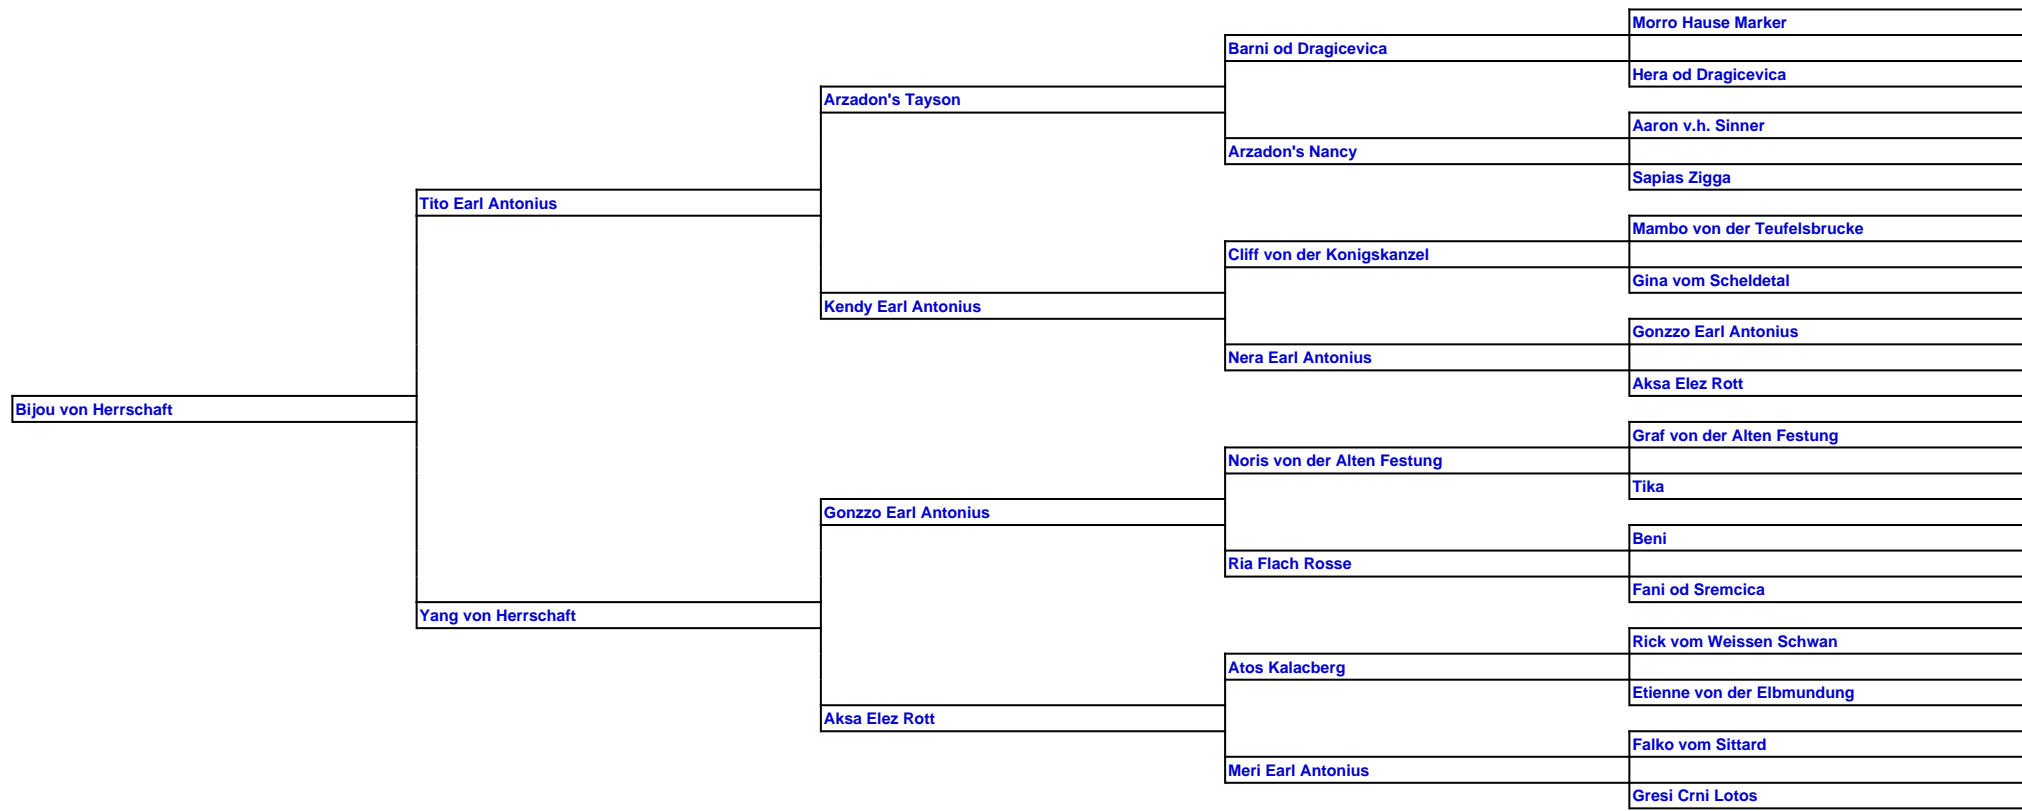 Morro Hause Marker
Barni od Dragicevica
Hera od Dragicevica
Arzadon's Tayson
Aaron v.h. Sinner
Arzadon's Nancy
Sapias Zigga
Tito Earl Antonius
Mambo von der Teufelsbrucke
Cliff von der Konigskanzel
Gina vom Scheldetal
Kendy Earl Antonius
Gonzzo Earl Antonius
Nera Earl Antonius
Aksa Elez Rott
Bijou von Herrschaft
Graf von der Alten Festung
Noris von der Alten Festung
Tika
Gonzzo Earl Antonius
Beni
Ria Flach Rosse
Fani od Sremcica
Yang von Herrschaft
Rick vom Weissen Schwan
Atos Kalacberg
Etienne von der Elbmundung
Aksa Elez Rott
Falko vom Sittard
Meri Earl Antonius
Gresi Crni Lotos